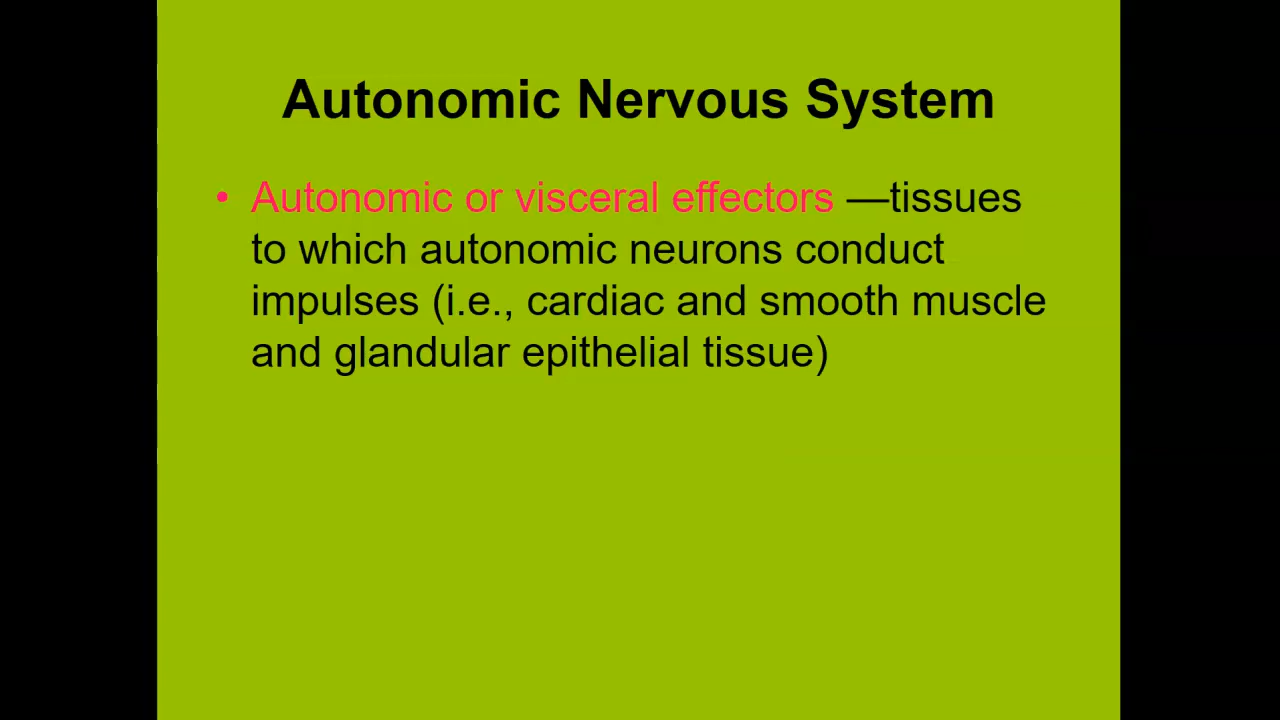 Autonomic Nervous System
• Autonomic or visceral effectors —tissues
to which autonomic neurons conduct
impulses (i.e., cardiac and smooth muscle
and glandular epithelial tissue)